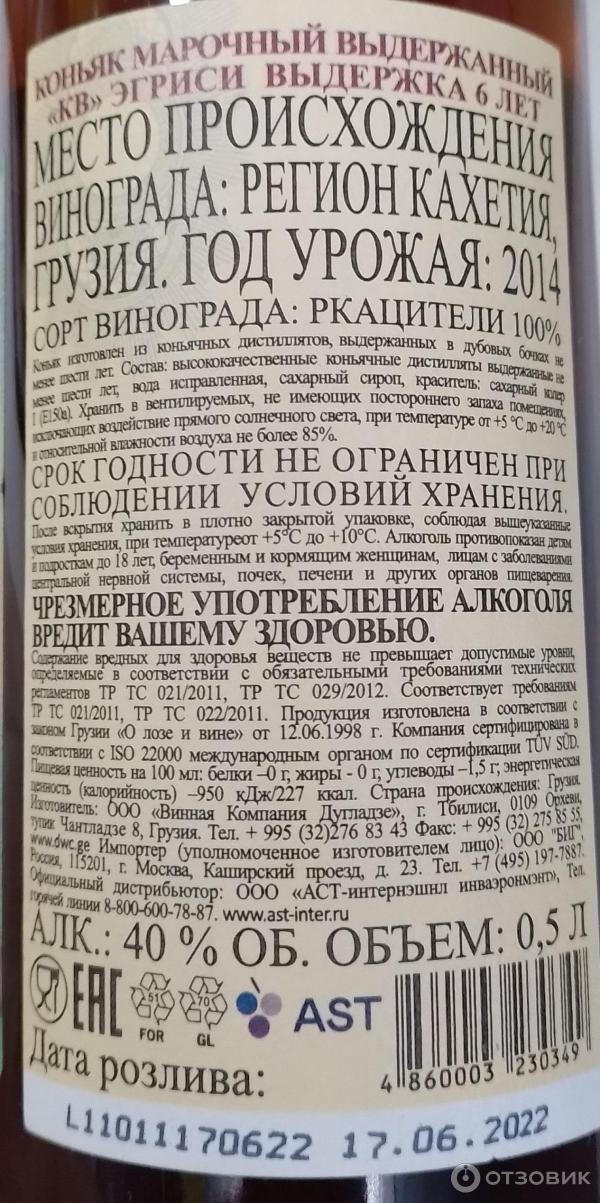 КОНЬЯК МАРОЧНЫЙ ВЫДЕРЖАННЫЙ
«КВ» ЭГРИСИ ВЫДЕРЖКА 6 ЛЕТ
МЕСТО ПРОИСХОЖДЕНИЯ
ВИНОГРАДА: РЕГИОН КАХЕТИЯ,
ГРУЗИЯ. ГОД УРОЖАЯ: 2014
СОРТ ВИНОГРАДА: РКАЦИТЕЛИ 100%
Коньяк изготовлен из коньячных дистиллятов, выдержанных в дубовых бочках не
менее шести лет. Состав: высококачественные коньячные дистилляты выдержанные не
менее шести лет, вода исправленная, сахарный сироп, краситель: сахарный колер
I (E150a). Хранить в вентилируемых, не имеющих постороннего запаха помещениях,
исключающих воздействие прямого солнечного света, при температуре от +5 °C до +20 °C
и относительной влажности воздуха не более 85%.
СРОК ГОДНОСТИ НЕ ОГРАНИЧЕН ПРИ
СОБЛЮДЕНИИ УСЛОВИЙ ХРАНЕНИЯ.
После вскрытия хранить в плотно закрытой упаковке, соблюдая вышеуказанные
условия хранения, при температуреот +5°C до +10°C. Алкоголь противопоказан детям
и подросткам до 18 лет, беременным и кормящим женщинам, лицам с заболеваниями
центральной нервной системы, почек, печени и других органов пищеварения.
ЧРЕЗМЕРНОЕ УПОТРЕБЛЕНИЕ АЛКОГОЛЯ
ВРЕДИТ ВАШЕМУ ЗДОРОВЬЮ.
Содержание вредных для здоровья веществ не превышает допустимые уровни,
определяемые в соответствии с обязательными требованиями технических
регламентов ТР ТС 021/2011, ТР ТС 029/2012. Соответствует требованиям
ТР ТС 021/2011, ТР ТС 022/2011. Продукция изготовлена в соответствии с
законом Грузии «О лозе и вине» от 12.06.1998 г. Компания сертифицирована в
соответствии с ISO 22000 международным органом по сертификации TÜV SÜD.
Пищевая ценность на 100 мл: белки –0 г, жиры - 0 г, углеводы –1,5 г, энергетическая
ценность (калорийность) –950 кДж/227 ккал. Страна происхождения: Грузия.
Изготовитель: ООО «Винная Компания Дугладзе», г. Тбилиси, 0109 Орхеви,
тупик Чантладзе 8, Грузия. Тел. + 995 (32)276 83 43 Факс: + 995 (32) 275 85 55,
www.dwc.ge Импортер (уполномоченное изготовителем лицо): ООО "БИГ",
Россия, 115201, г. Москва, Каширский проезд, д. 23. Тел. +7 (495) 197-7887.
Официальный дистрибьютор: ООО «АСТ-интернэшнл инваэронмэнт», Тел.
горячей линии 8-800-600-78-87. www.ast-inter.ru
АЛК.: 40 % ОБ. ОБЪЕМ: 0,5 Л
EAC 51 FOR 70 GL AST
4 860003 230349
Дата розлива:
L11011170622 17.06.2022
ОТЗОВИК